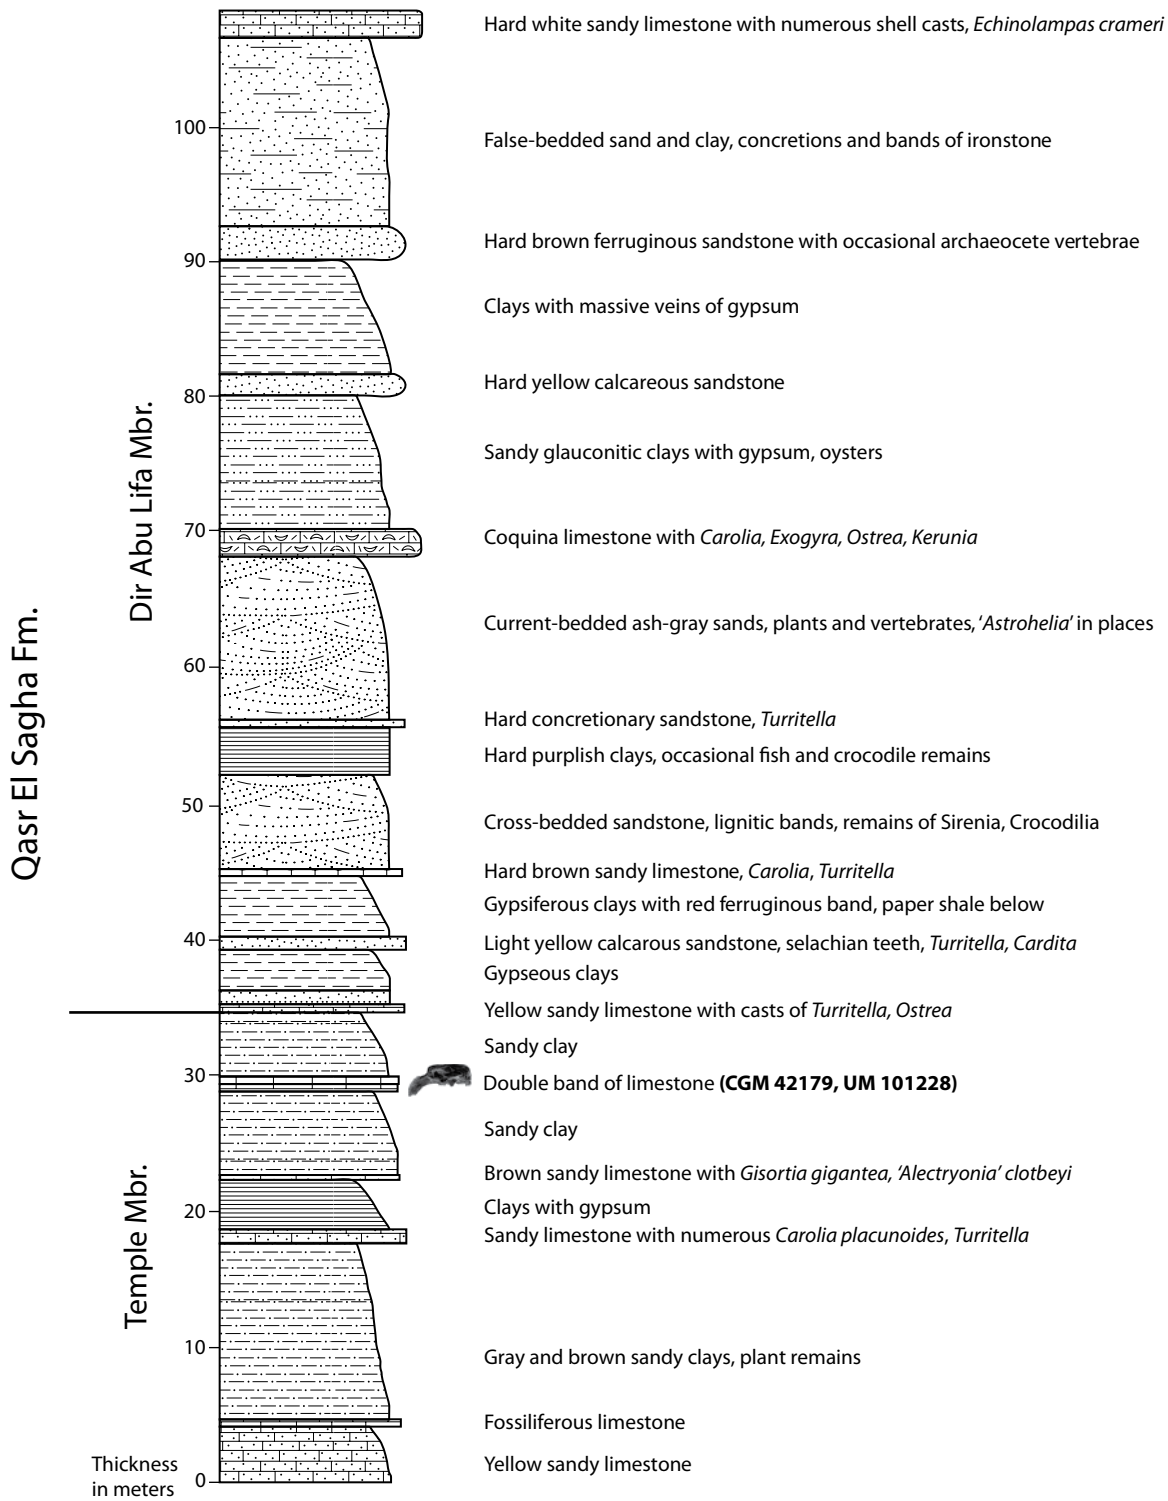 Hard white sandy limestone with numerous shell casts, Echinolampas crameri
100
False-bedded sand and clay, concretions and bands of ironstone
Hard brown ferruginous sandstone with occasional archaeocete vertebrae
90
Clays with massive veins of gypsum
Hard yellow calcareous sandstone
80
Sandy glauconitic clays with gypsum, oysters
70
Coquina limestone with Carolia, Exogyra, Ostrea, Kerunia
Dir Abu Lifa Mbr.
Current-bedded ash-gray sands, plants and vertebrates, 'Astrohelia' in places
60
Qasr El Sagha Fm.
Hard concretionary sandstone, Turritella
Hard purplish clays, occasional fish and crocodile remains
50
Cross-bedded sandstone, lignitic bands, remains of Sirenia, Crocodilia
Hard brown sandy limestone, Carolia, Turritella
Gypsiferous clays with red ferruginous band, paper shale below
40
Light yellow calcarous sandstone, selachian teeth, Turritella, Cardita
Gypseous clays
Yellow sandy limestone with casts of Turritella, Ostrea
Sandy clay
30
Double band of limestone (CGM 42179, UM 101228)
Sandy clay
Brown sandy limestone with Gisortia gigantea, 'Alectryonia' clotbeyi
Temple Mbr.
20
Clays with gypsum
Sandy limestone with numerous Carolia placunoides, Turritella
10
Gray and brown sandy clays, plant remains
Fossiliferous limestone
Yellow sandy limestone
Thickness
in meters
0